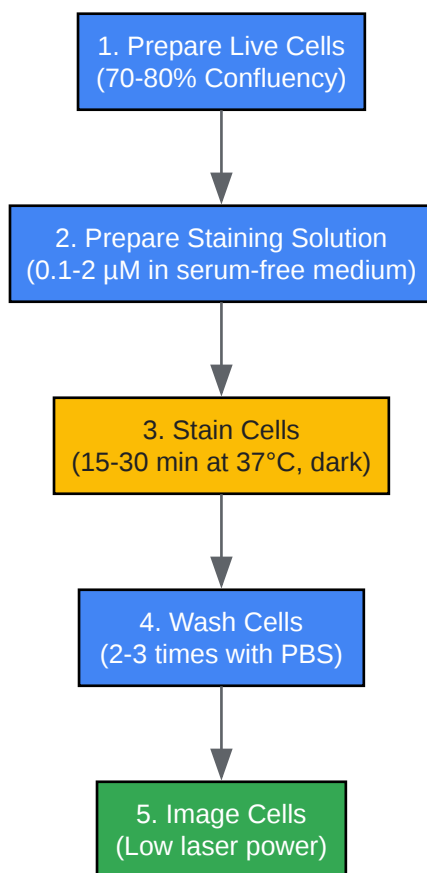 1. Prepare Live Cells
(70-80% Confluency)
2. Prepare Staining Solution
(0.1-2 µM in serum-free medium)
3. Stain Cells
(15-30 min at 37°C, dark)
4. Wash Cells
(2-3 times with PBS)
5. Image Cells
(Low laser power)